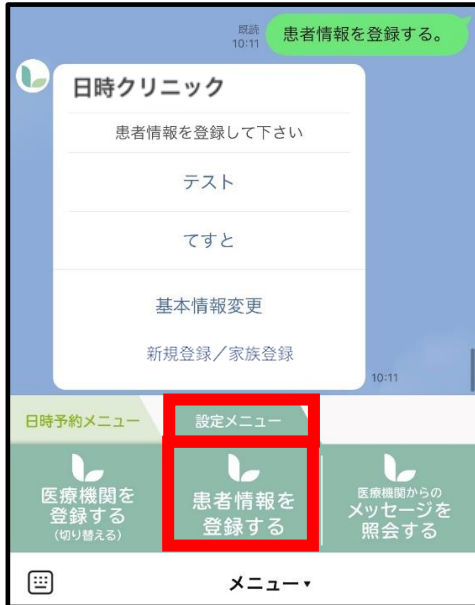 既読
10:11
患者情報を登録する。
日時クリニック
患者情報を登録して下さい
テスト
てすと
基本情報変更
新規登録／家族登録
10:11
日時予約メニュー
設定メニュー
医療機関を
登録する
(切り替える)
患者情報を
登録する
医療機関からの
メッセージを
照会する
メニュー▾